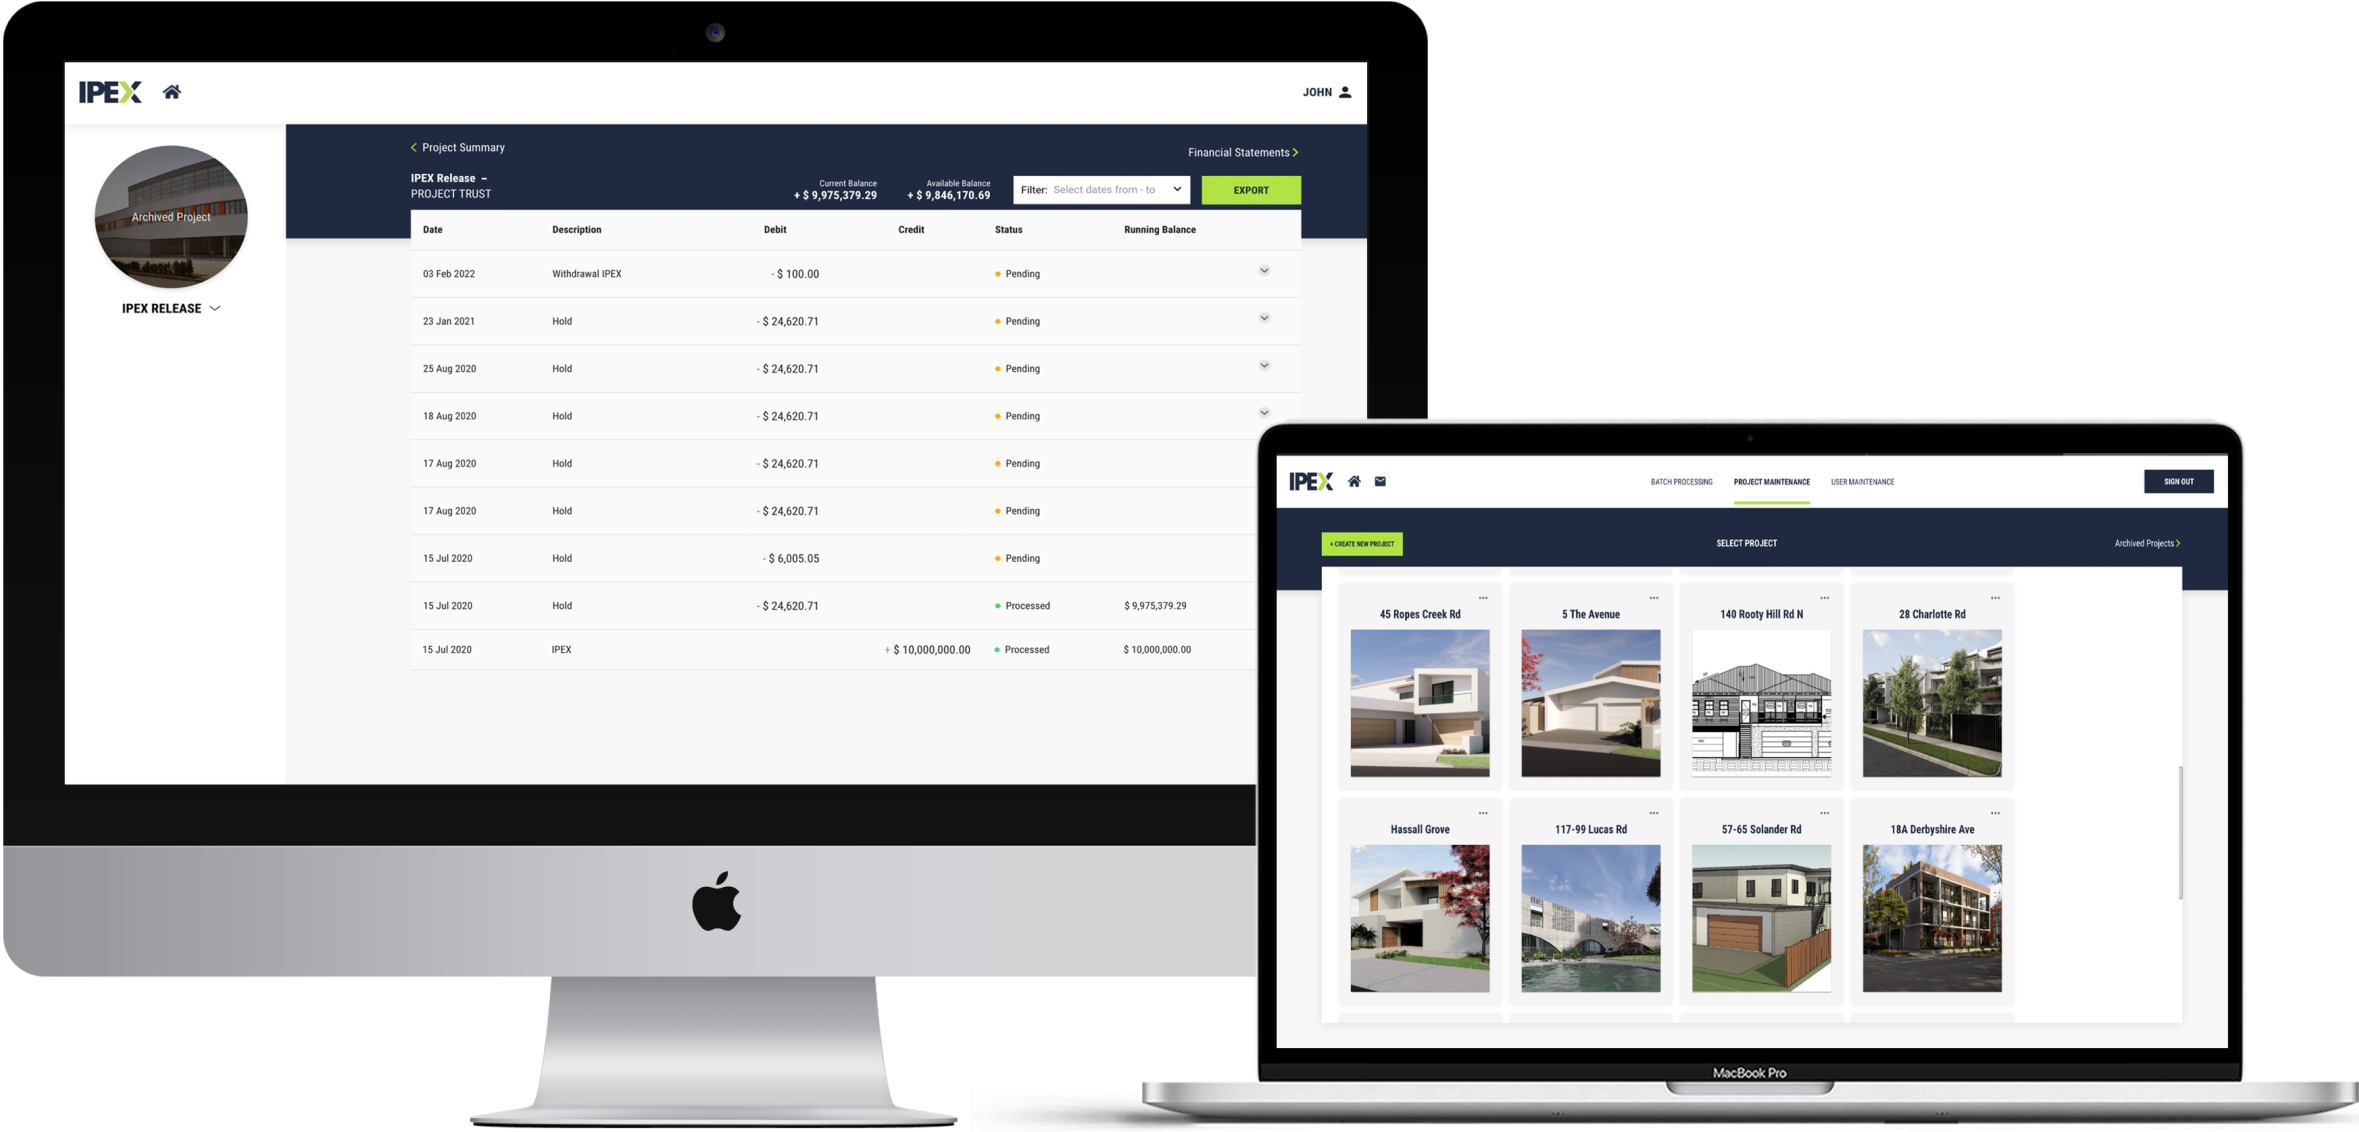 IPEX
JOHN
Archived Project
IPEX RELEASE
Project Summary
Financial Statements
IPEX Release –
PROJECT TRUST
Current Balance
+ $ 9,975,379.29
Available Balance
+ $ 9,846,170.69
Filter: Select dates from - to
EXPORT
Date Description Debit Credit Status Running Balance
03 Feb 2022 Withdrawal IPEX - $ 100.00 Pending
23 Jan 2021 Hold - $ 24,620.71 Pending
25 Aug 2020 Hold - $ 24,620.71 Pending
18 Aug 2020 Hold - $ 24,620.71 Pending
17 Aug 2020 Hold - $ 24,620.71 Pending
17 Aug 2020 Hold - $ 24,620.71 Pending
15 Jul 2020 Hold - $ 6,005.05 Pending
15 Jul 2020 Hold - $ 24,620.71 Processed $ 9,975,379.29
15 Jul 2020 IPEX + $ 10,000,000.00 Processed $ 10,000,000.00
IPEX
BATCH PROCESSING PROJECT MAINTENANCE USER MAINTENANCE
SIGN OUT
+ CREATE NEW PROJECT
SELECT PROJECT
Archived Projects
45 Ropes Creek Rd
5 The Avenue
140 Rooty Hill Rd N
28 Charlotte Rd
Hassall Grove
117-99 Lucas Rd
57-65 Solander Rd
18A Derbyshire Ave
MacBook Pro